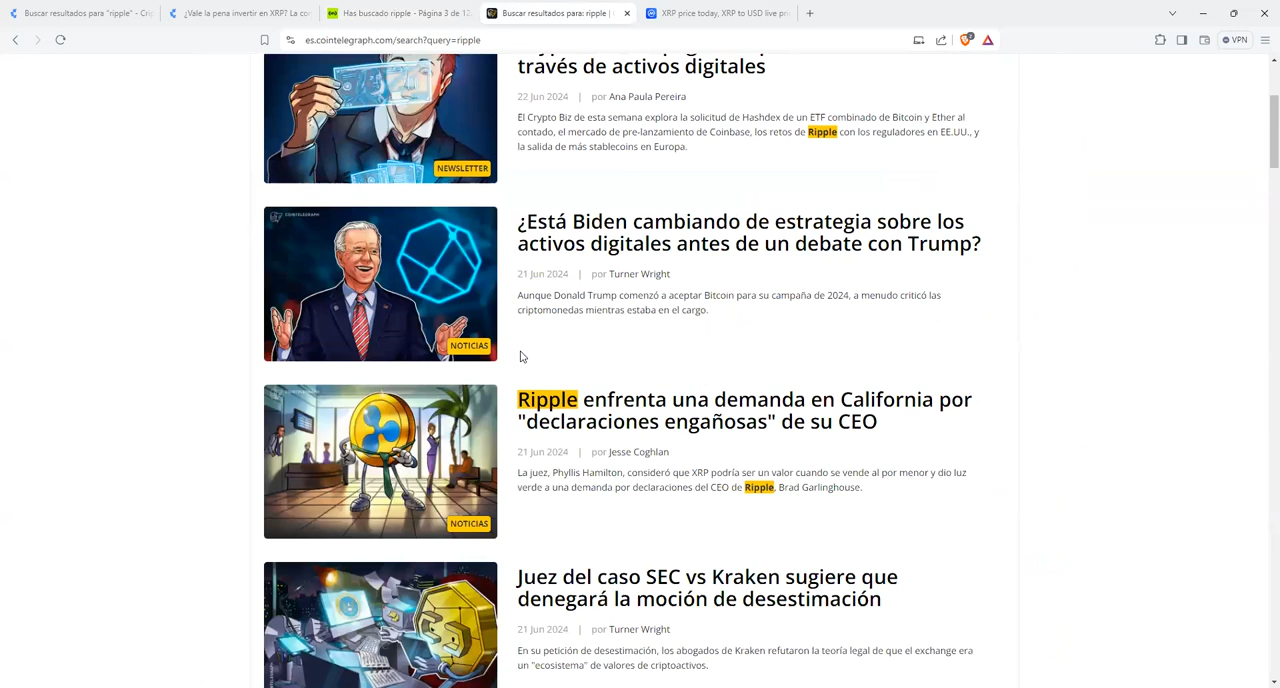 Buscar resultados para "ripple" - Crip
¿Vale la pena invertir en XRP? La co
Has buscado ripple - Página 3 de 12
Buscar resultados para: ripple |
XRP price today, XRP to USD live pri
es.cointelegraph.com/search?query=ripple
VPN
través de activos digitales
22 Jun 2024 | por Ana Paula Pereira
El Crypto Biz de esta semana explora la solicitud de Hashdex de un ETF combinado de Bitcoin y Ether al
contado, el mercado de pre-lanzamiento de Coinbase, los retos de Ripple con los reguladores en EE.UU., y
la salida de más stablecoins en Europa.
NEWSLETTER
COINTELEGRAPH
¿Está Biden cambiando de estrategia sobre los
activos digitales antes de un debate con Trump?
21 Jun 2024 | por Turner Wright
Aunque Donald Trump comenzó a aceptar Bitcoin para su campaña de 2024, a menudo criticó las
criptomonedas mientras estaba en el cargo.
NOTICIAS
Ripple enfrenta una demanda en California por
"declaraciones engañosas" de su CEO
21 Jun 2024 | por Jesse Coghlan
La juez, Phyllis Hamilton, consideró que XRP podría ser un valor cuando se vende al por menor y dio luz
verde a una demanda por declaraciones del CEO de Ripple, Brad Garlinghouse.
NOTICIAS
Juez del caso SEC vs Kraken sugiere que
denegará la moción de desestimación
21 Jun 2024 | por Turner Wright
En su petición de desestimación, los abogados de Kraken refutaron la teoría legal de que el exchange era
un "ecosistema" de valores de criptoactivos.